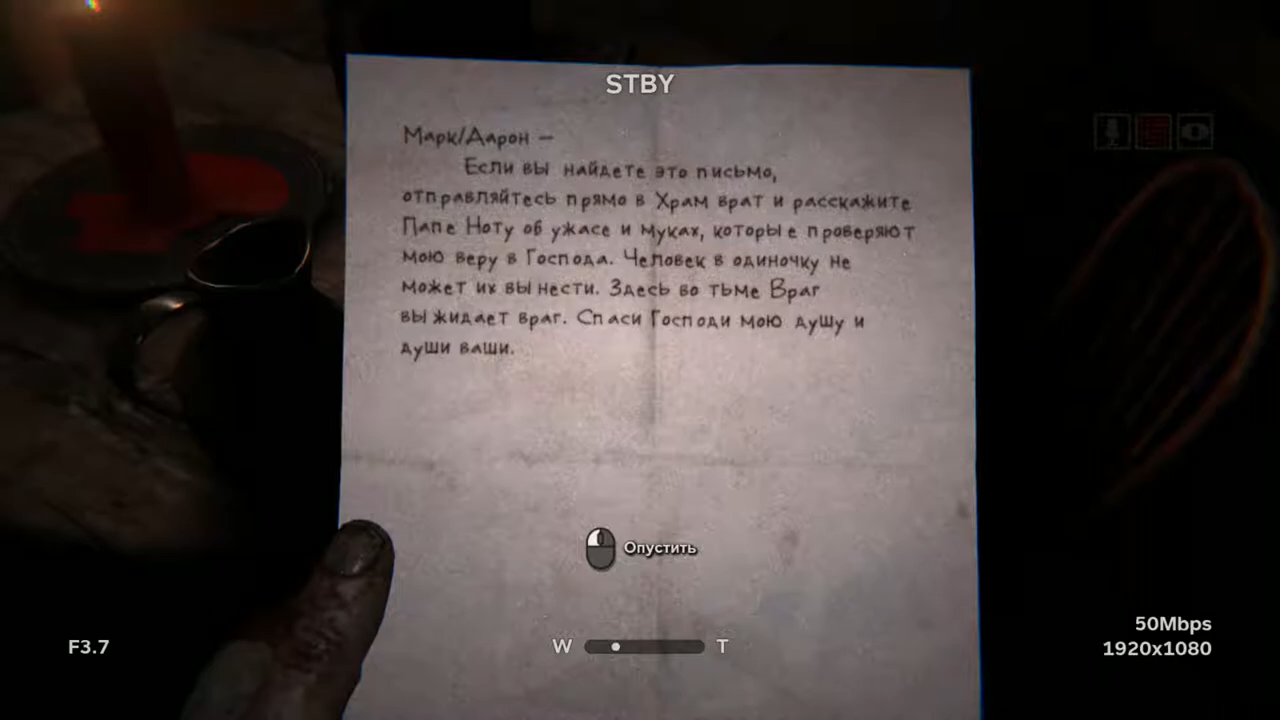 STBY
Марк/Аарон –
Если вы найдете это письмо,
отправляйтесь прямо в Храм врат и расскажите
Папе Ноту об ужасе и муках, которые проверяют
мою веру в Господа. Человек в одиночку не
может их вынести. Здесь во тьме Враг
выжидает враг. Спаси Господи мою душу и
души ваши.
Опустить
F3.7
W T
50Mbps
1920x1080